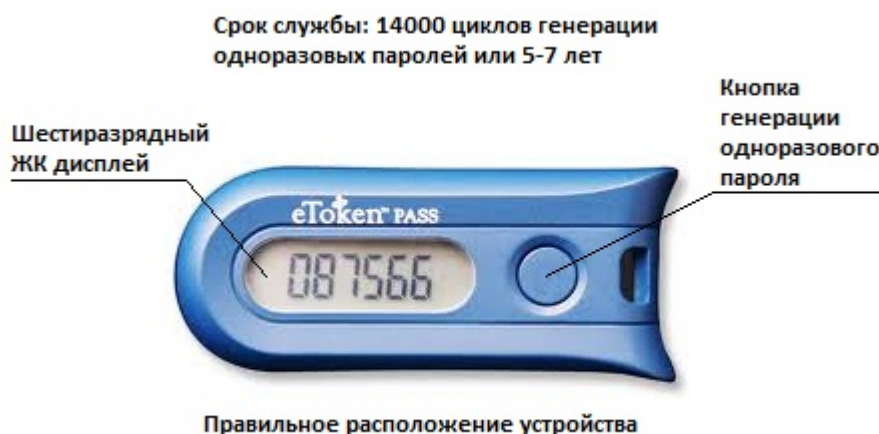 Срок службы: 14000 циклов генерации
одноразовых паролей или 5-7 лет
Кнопка
генерации
одноразового
пароля
Шестиразрядный
ЖК дисплей
eToken™ PASS
087566
Правильное расположение устройства